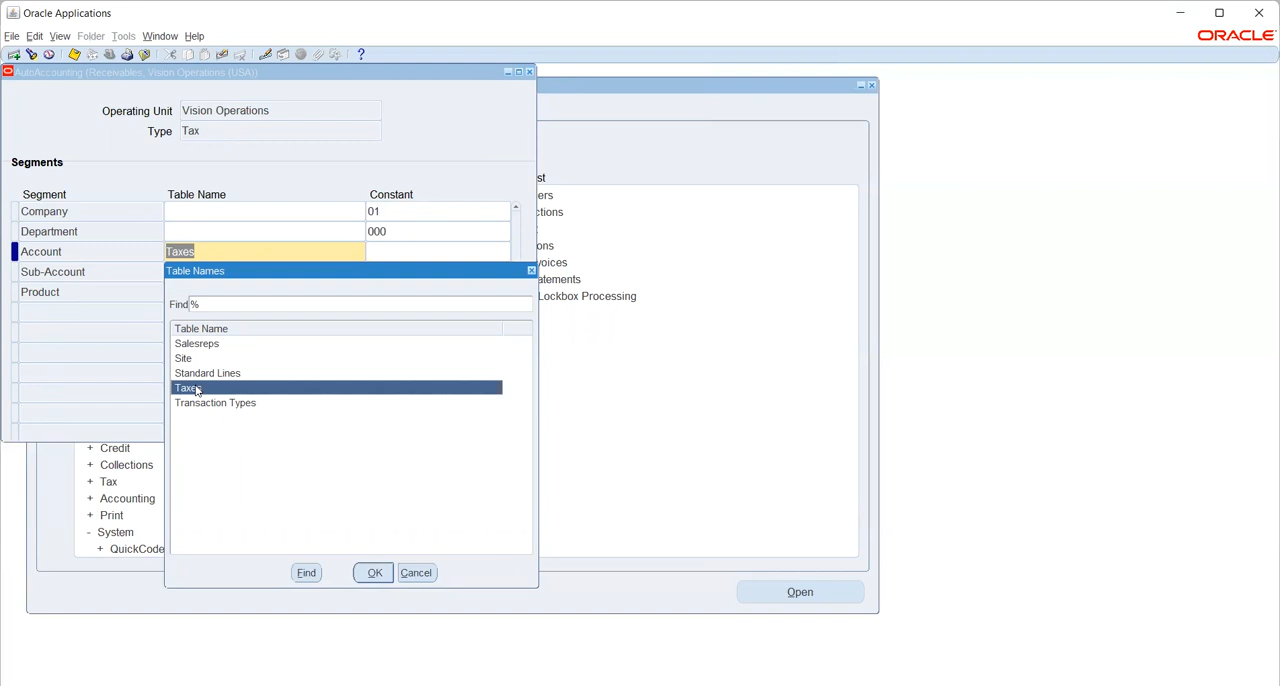 Oracle Applications
File Edit View Folder Tools Window Help
ORACLE
AutoAccounting (Receivables, Vision Operations (USA))
Operating Unit Vision Operations
Type Tax
Segments
Segment Table Name Constant
Company 01
Department 000
Account Taxes
Sub-Account
Product
Table Names
Find %
Table Name
Salesreps
Site
Standard Lines
Taxes
Transaction Types
Find OK Cancel
st
ers
ctions
ons
voices
atements
Lockbox Processing
+ Credit
+ Collections
+ Tax
+ Accounting
+ Print
- System
+ QuickCode
Open